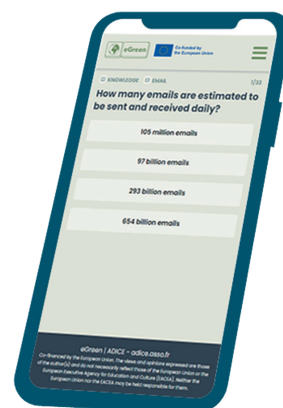 eGreen
Co-funded by
the European Union
KNOWLEDGE EMAIL 1/33
How many emails are estimated to
be sent and received daily?
105 million emails
97 billion emails
293 billion emails
654 billion emails
eGreen | ADICE - adice.asso.fr
Co-financed by the European Union. The views and opinions expressed are those
of the author(s) and do not necessarily reflect those of the European Union or the
European Executive Agency for Education and Culture (EACEA). Neither the
European Union nor the EACEA may be held responsible for them.